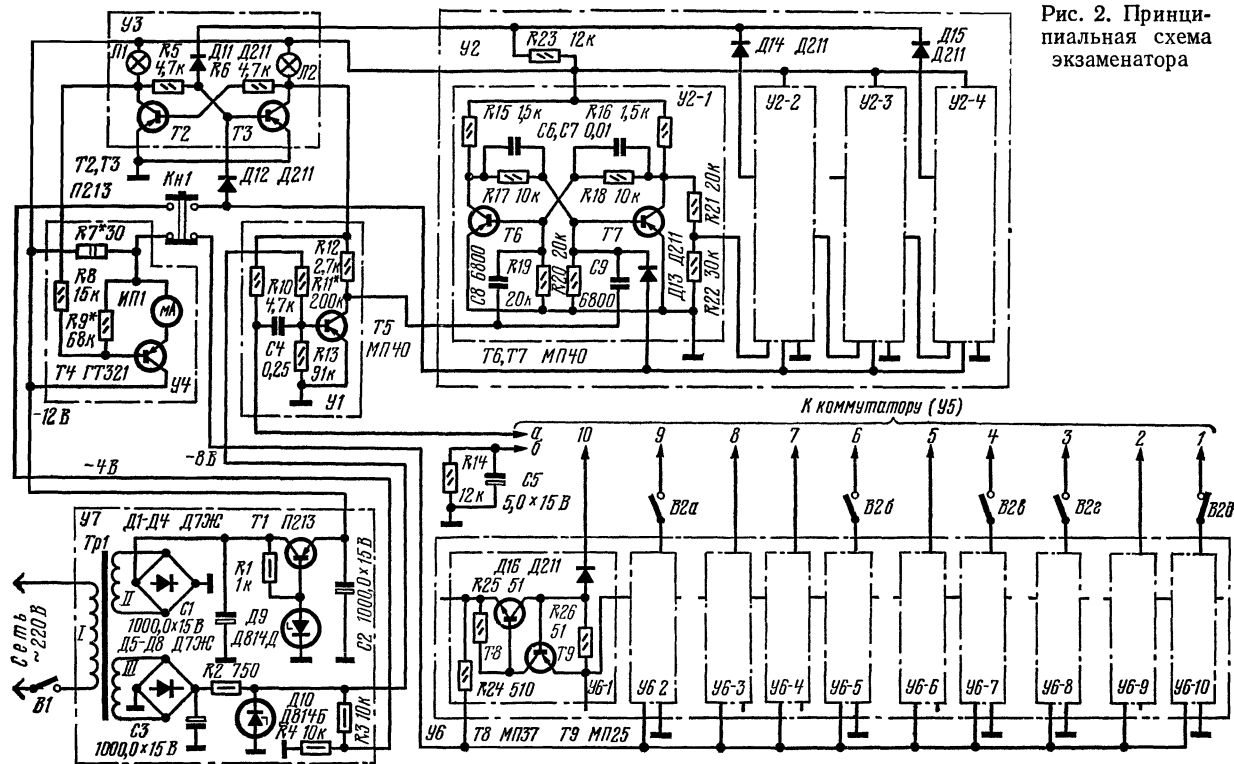 Рис. 2. Принци-
пиальная схема
экзаменатора
У3
Л1
R5
4,7к
Д11 Д211
R6 4,7к
Л2
Т2
Т3
Т2,Т3
П213
Кн1
Д12 Д211
R7*30
R8
15к
ИП1
мА
R9*
68к
Т4 ГТ321
У4
-12В
-4В
-8В
R12
2,7к
R11*
200к
R10
4,7к
С4
0,25
R13
91к
Т5
МП40
У1
У2
R23
12к
Д14 Д211
Д15
Д211
У2-1
У2-2
У2-3
У2-4
R15 1,5к
R16 1,5к
С6,С7 0,01
R17 10к
R18 10к
R21 20к
Т6
Т7
С8 6800
R19
20к
R20 20к
С9
6800
Д13 Д211
R22 30к
Т6,Т7 МП40
К коммутатору (У5)
а
б
10
9
8
7
6
5
4
3
2
1
R14
12к
С5
5,0×15В
В2а
В2б
В2в
В2г
В2д
У7
Д1-Д4 Д7Ж
Т1 П213
Тр1
R1
1к
II
I
III
С1
1000,0×15В
Д9
Д814Д
С2 1000,0×15В
Сеть
~220В
В1
Д5-Д8 Д7Ж
R2 750
Д10
Д814Б
R4 10к
R3 10к
С3
1000,0×15В
Д16 Д211
R25
51
R26
51
Т8
Т9
R24 510
У6-1
У6 2
У6-3
У6-4
У6-5
У6-6
У6-7
У6-8
У6-9
У6-10
У6
Т8 МП37
Т9 МП25